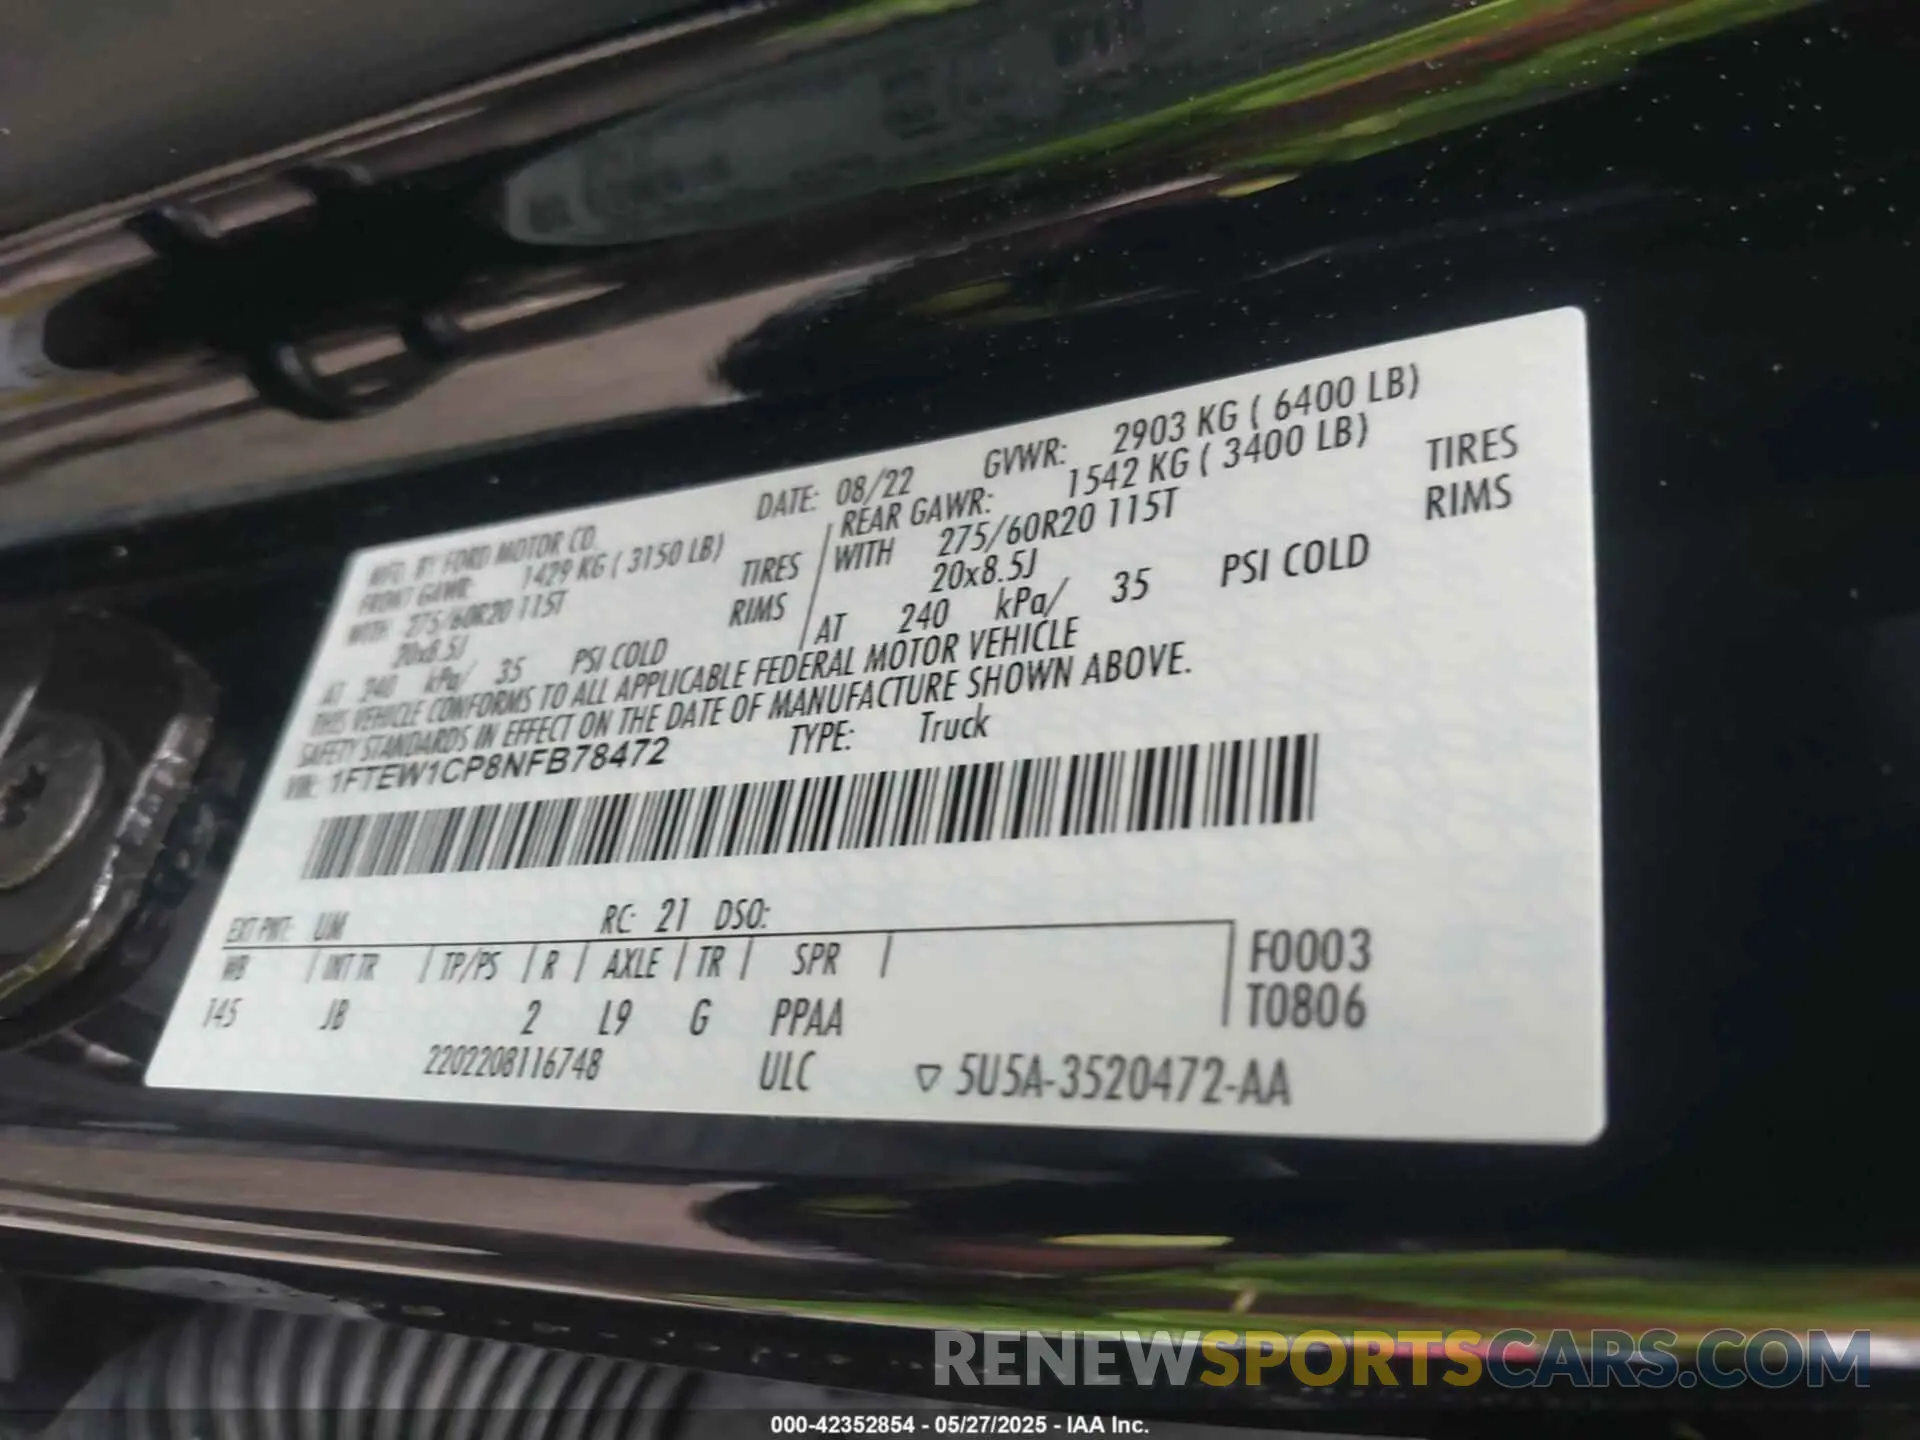 MFD. BY FORD MOTOR CO.
DATE: 08/22 GVWR: 2903 KG ( 6400 LB)
FRONT GAWR: 1429 KG ( 3150 LB)
REAR GAWR: 1542 KG ( 3400 LB)
WITH 275/60R20 115T TIRES
WITH 275/60R20 115T TIRES
20x8.5J RIMS
20x8.5J RIMS
AT 240 kPa/ 35 PSI COLD
AT 240 kPa/ 35 PSI COLD
THIS VEHICLE CONFORMS TO ALL APPLICABLE FEDERAL MOTOR VEHICLE
SAFETY STANDARDS IN EFFECT ON THE DATE OF MANUFACTURE SHOWN ABOVE.
VIN: 1FTEW1CP8NFB78472 TYPE: Truck
EXT PNT: UM RC: 21 DSO:
WB | INT TR | TP/PS | R | AXLE | TR | SPR | F0003
145 JB 2 L9 G PPAA T0806
2202208116748 ULC ▽ 5U5A-3520472-AA
RENEWSPORTSCARS.COM
000-42352854 - 05/27/2025 - IAA Inc.